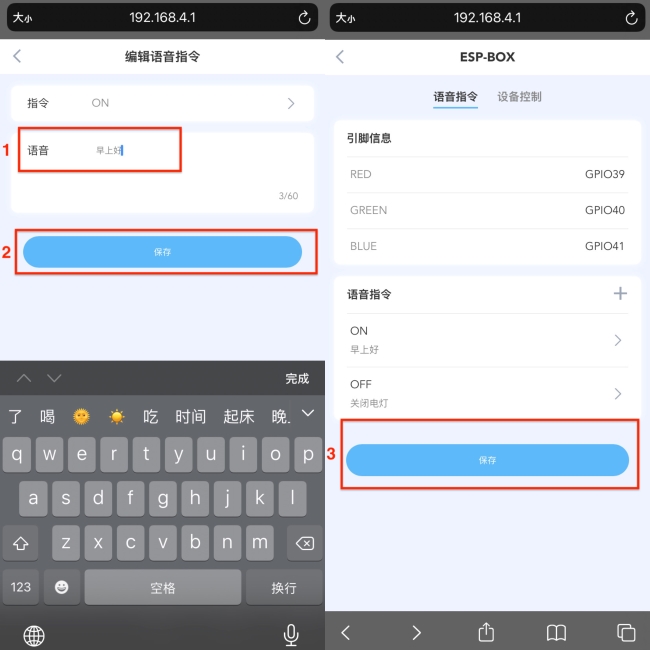 大小 192.168.4.1
编辑语音指令
指令 ON
1 语音 早上好
3/60
2 保存
完成
了 喝 🌞 ☀️ 吃 时间 起床 晚
q w e r t y u i o p
a s d f g h j k l
z x c v b n m
123 空格 换行
大小 192.168.4.1
ESP-BOX
语音指令 设备控制
引脚信息
RED GPIO39
GREEN GPIO40
BLUE GPIO41
语音指令
ON
早上好
OFF
关闭电灯
3 保存